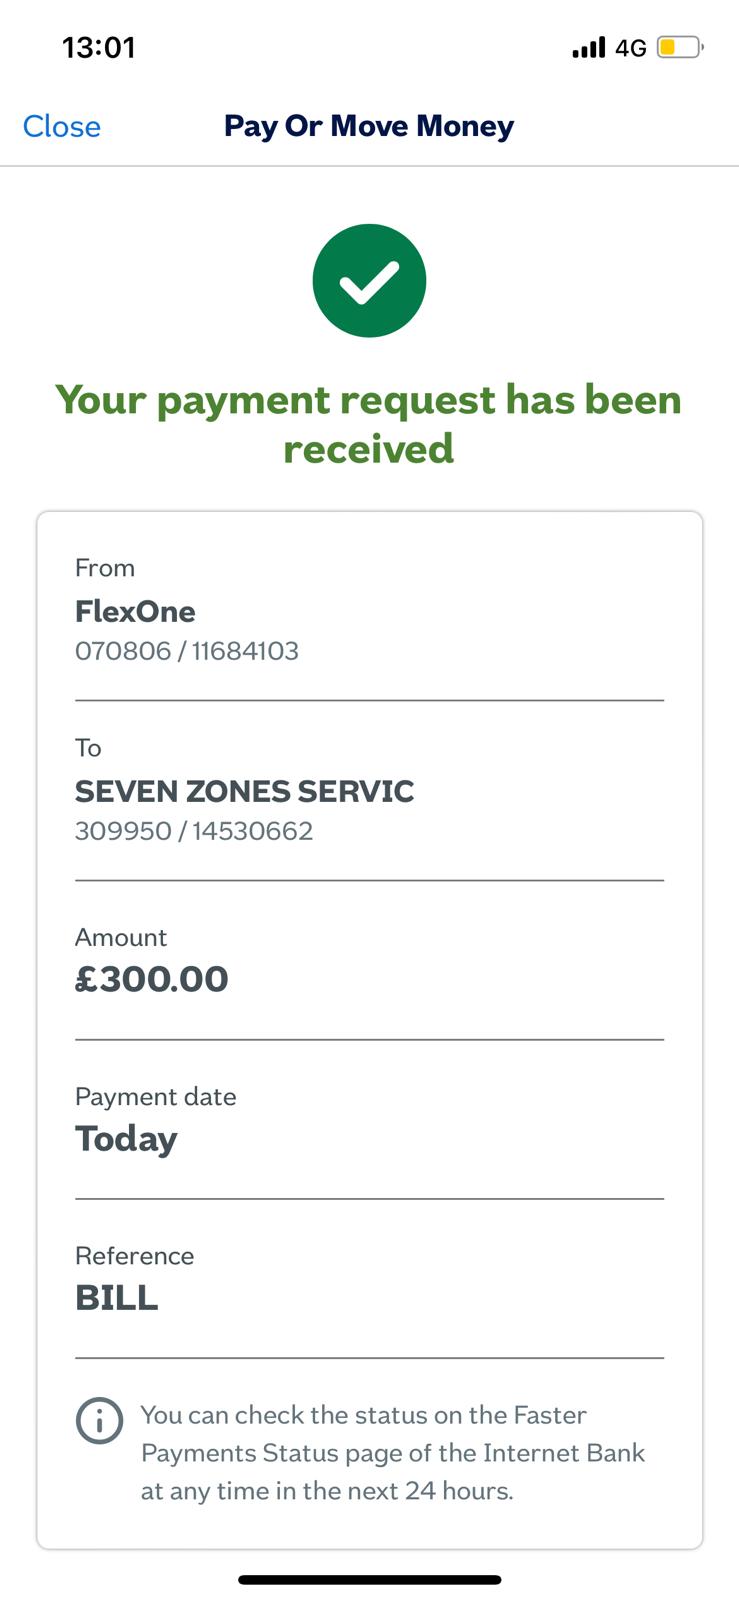 13:01
4G
Close
Pay Or Move Money
Your payment request has been
received
From
FlexOne
070806 / 11684103
To
SEVEN ZONES SERVIC
309950 / 14530662
Amount
£300.00
Payment date
Today
Reference
BILL
You can check the status on the Faster
Payments Status page of the Internet Bank
at any time in the next 24 hours.